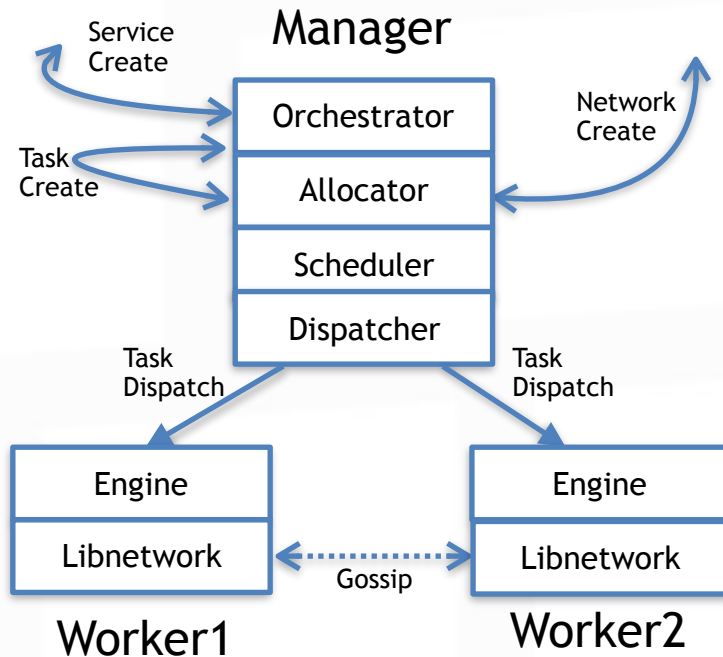 Manager
Service
Create
Orchestrator
Network
Create
Task
Create
Allocator
Scheduler
Dispatcher
Task
Dispatch
Task
Dispatch
Engine
Libnetwork
Gossip
Engine
Libnetwork
Worker1
Worker2